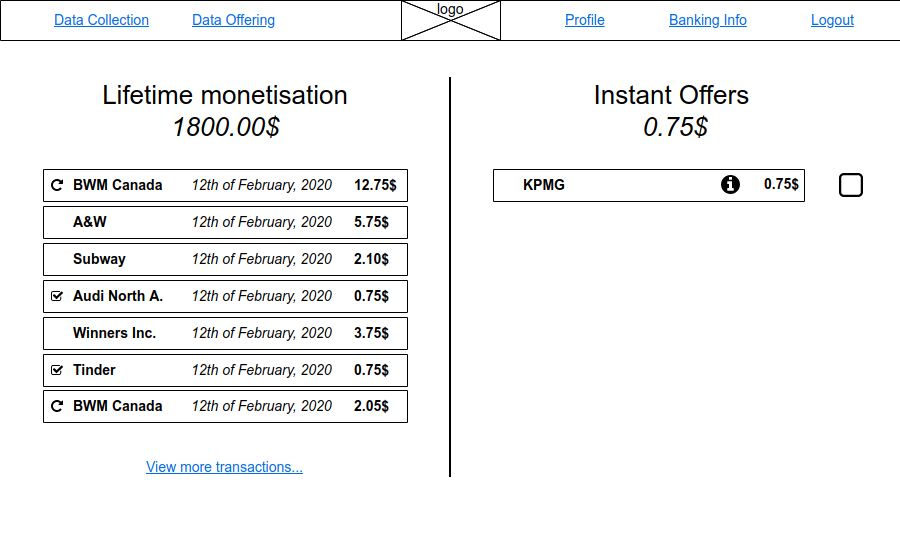 Data Collection Data Offering logo Profile Banking Info Logout
Lifetime monetisation
1800.00$
BWM Canada 12th of February, 2020 12.75$
A&W 12th of February, 2020 5.75$
Subway 12th of February, 2020 2.10$
Audi North A. 12th of February, 2020 0.75$
Winners Inc. 12th of February, 2020 3.75$
Tinder 12th of February, 2020 0.75$
BWM Canada 12th of February, 2020 2.05$
View more transactions...
Instant Offers
0.75$
KPMG 0.75$